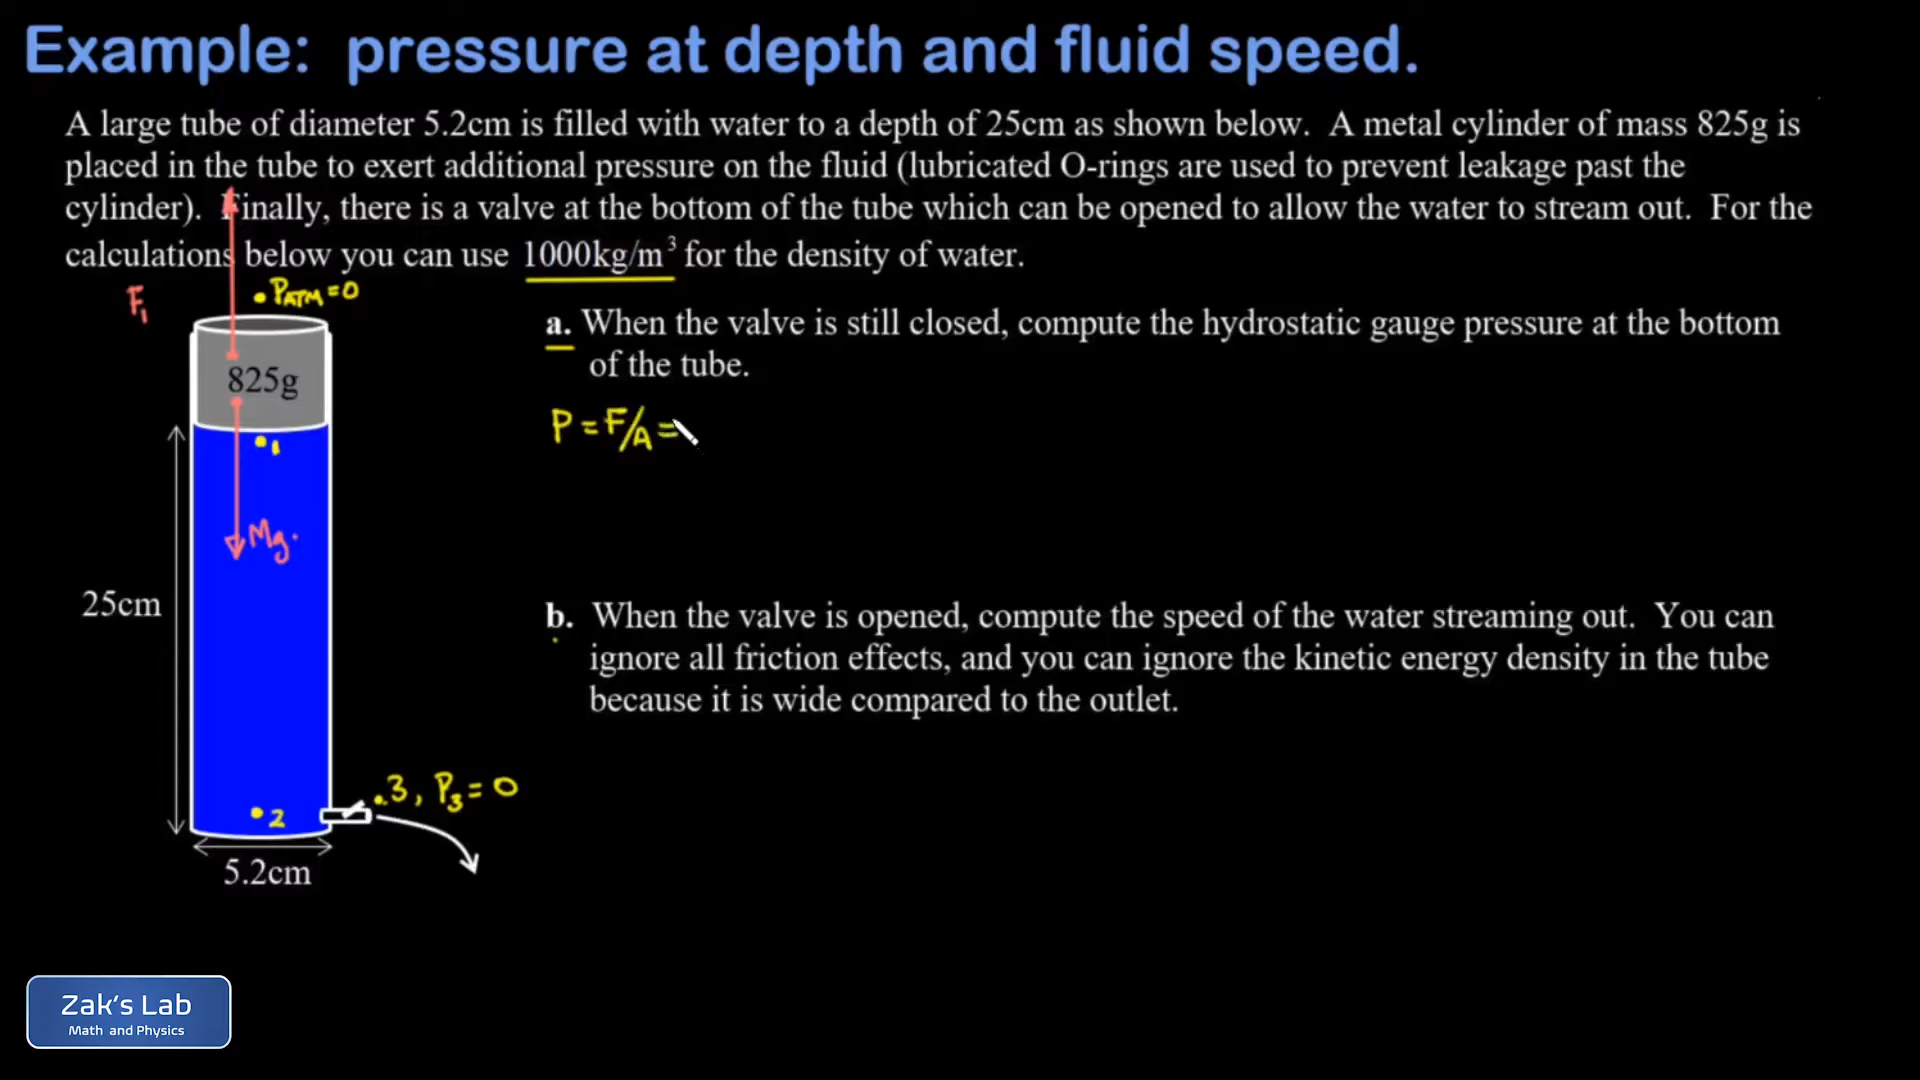 Example: pressure at depth and fluid speed.
A large tube of diameter 5.2cm is filled with water to a depth of 25cm as shown below. A metal cylinder of mass 825g is
placed in the tube to exert additional pressure on the fluid (lubricated O-rings are used to prevent leakage past the
cylinder). Finally, there is a valve at the bottom of the tube which can be opened to allow the water to stream out. For the
calculations below you can use 1000kg/m³ for the density of water.
F₁
P_ATM = 0
825g
1
Mg
25cm
2
3, P₃ = 0
5.2cm
a. When the valve is still closed, compute the hydrostatic gauge pressure at the bottom
of the tube.
P = F/A =
b. When the valve is opened, compute the speed of the water streaming out. You can
ignore all friction effects, and you can ignore the kinetic energy density in the tube
because it is wide compared to the outlet.
Zak's Lab
Math and Physics